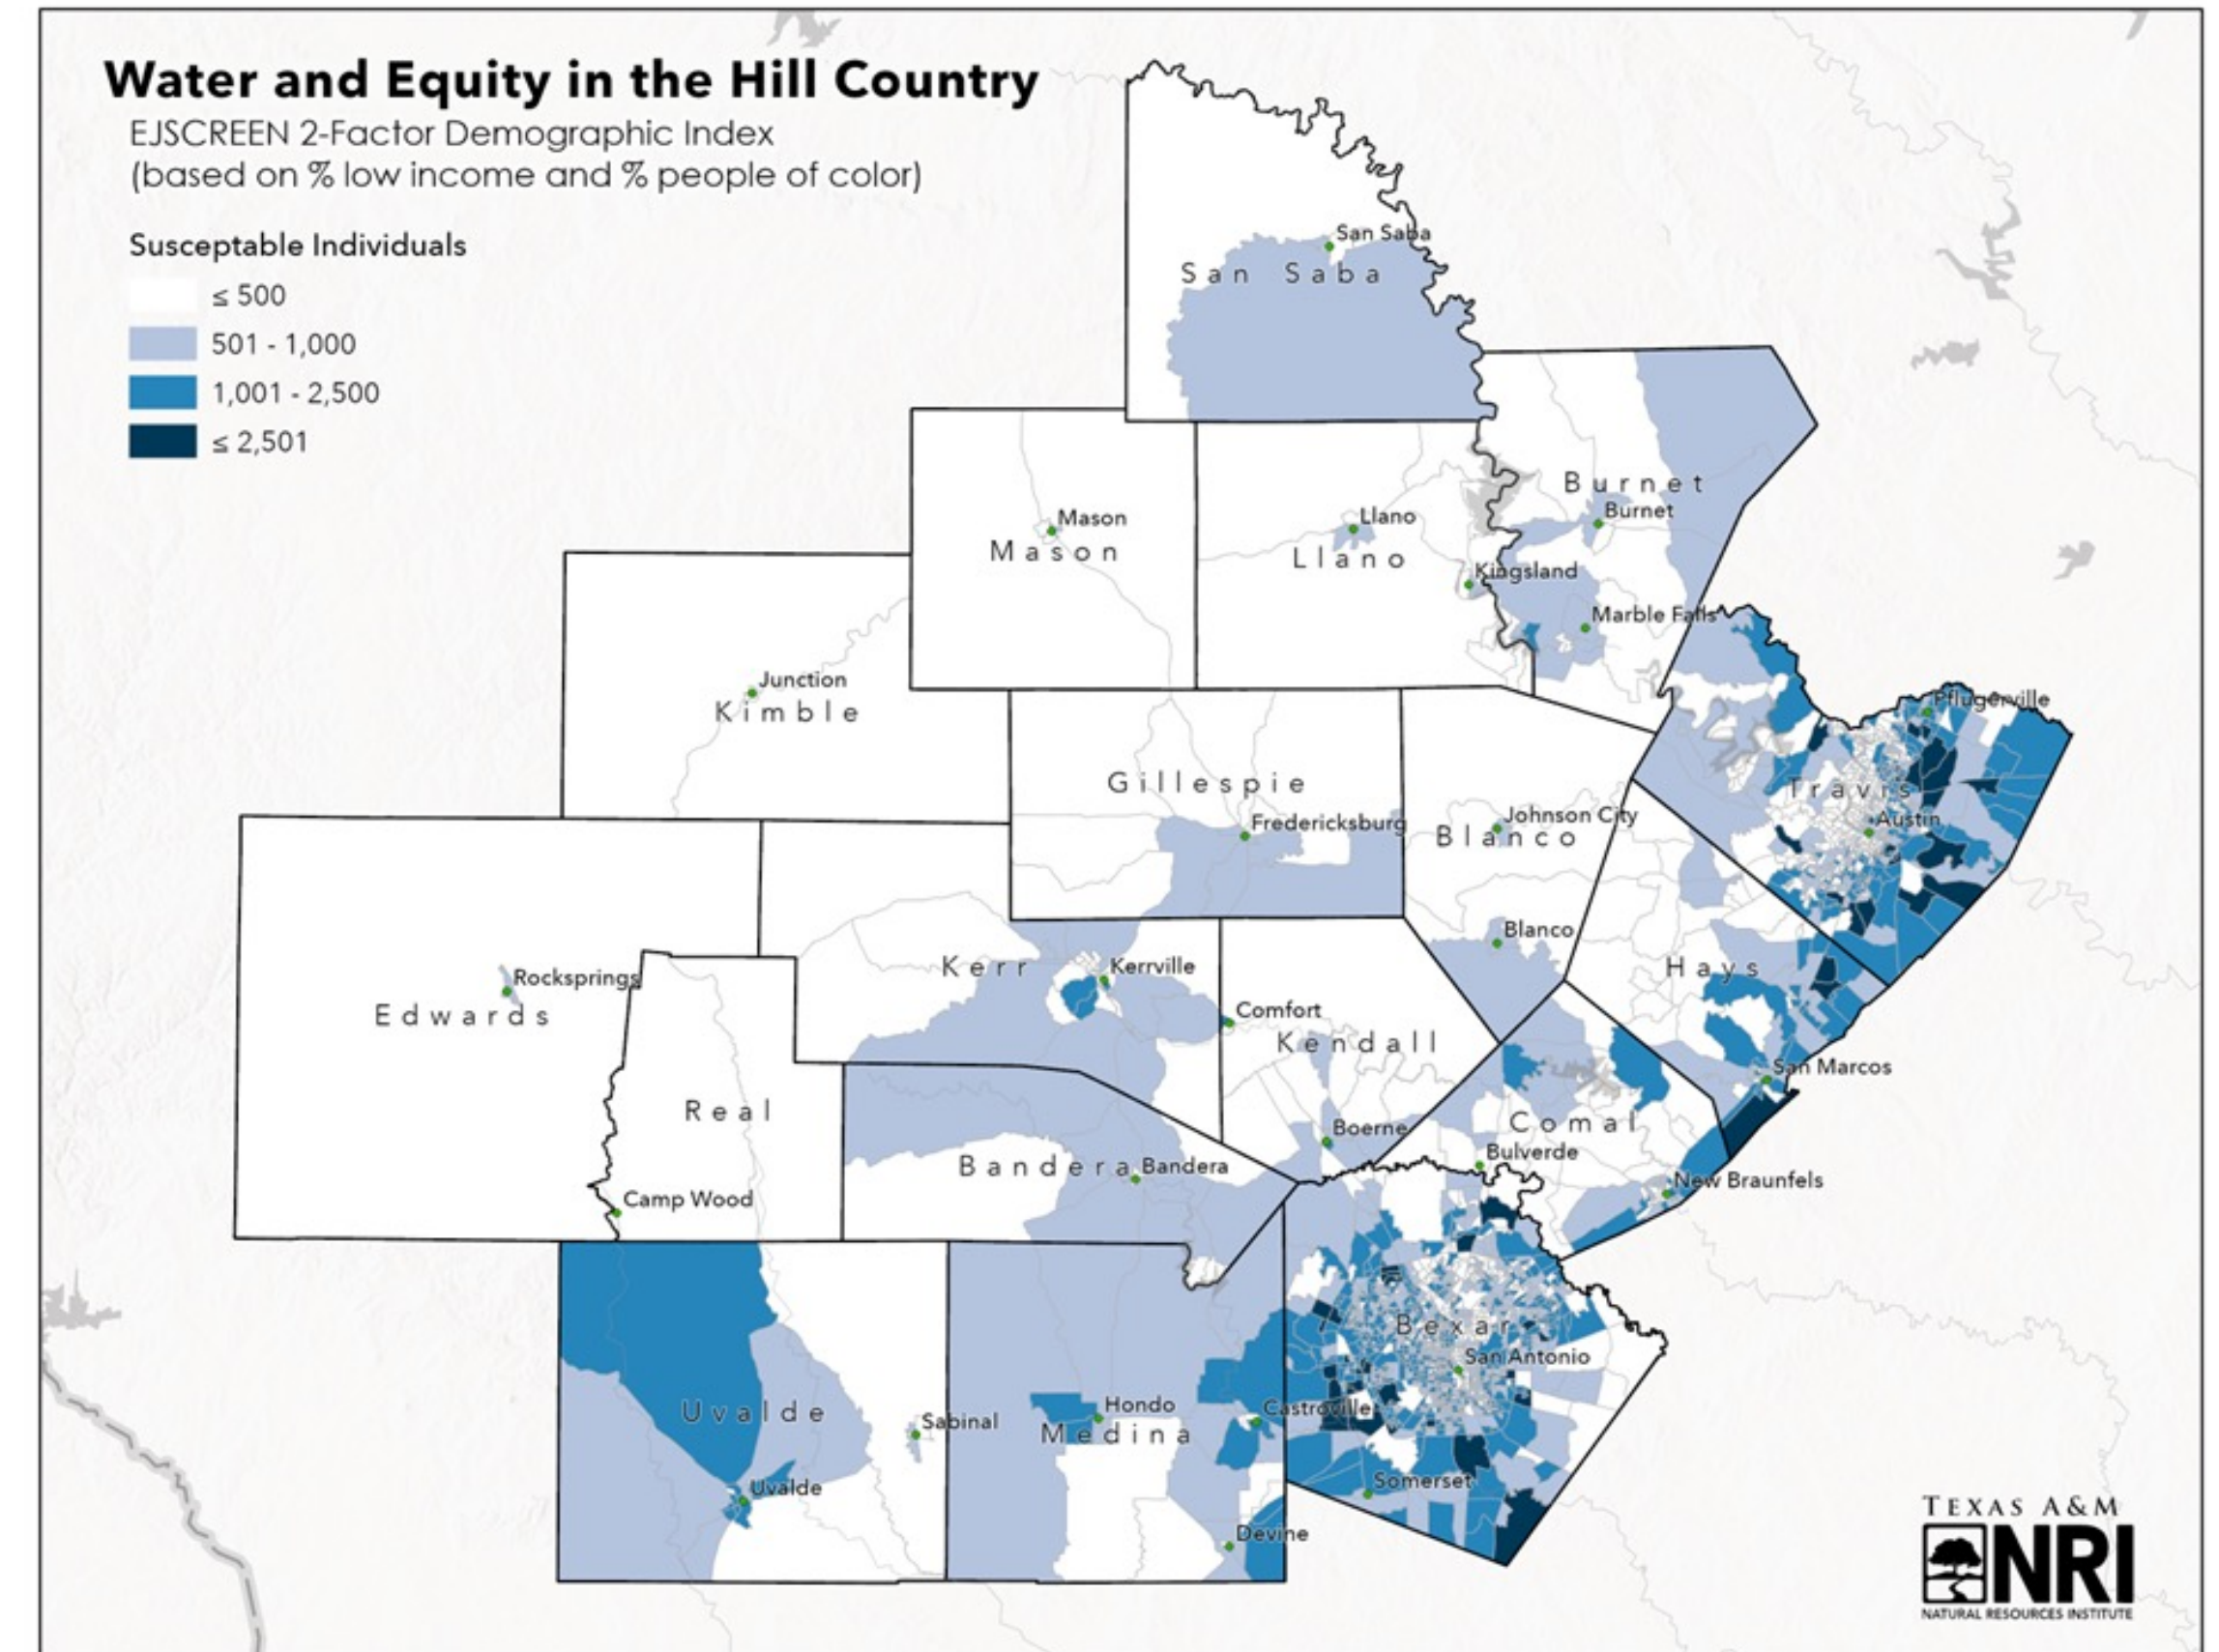 Water and Equity in the Hill Country
EJSCREEN 2-Factor Demographic Index
(based on % low income and % people of color)
Susceptable Individuals
≤ 500
501 - 1,000
1,001 - 2,500
≤ 2,501
San Saba
San Saba
Burnet
Burnet
Mason
Mason
Llano
Llano
Kingsland
Marble Falls
Junction
Kimble
Pflugerville
Gillespie
Travis
Fredericksburg
Johnson City
Blanco
Austin
Blanco
Kerr
Kerrville
Hays
Rocksprings
Edwards
Comfort
Kendall
San Marcos
Real
Comal
Boerne
Bulverde
Bandera
Bandera
New Braunfels
Camp Wood
Bexar
San Antonio
Uvalde
Sabinal
Hondo
Medina
Castroville
Uvalde
Somerset
Devine
TEXAS A&M
NRI
NATURAL RESOURCES INSTITUTE